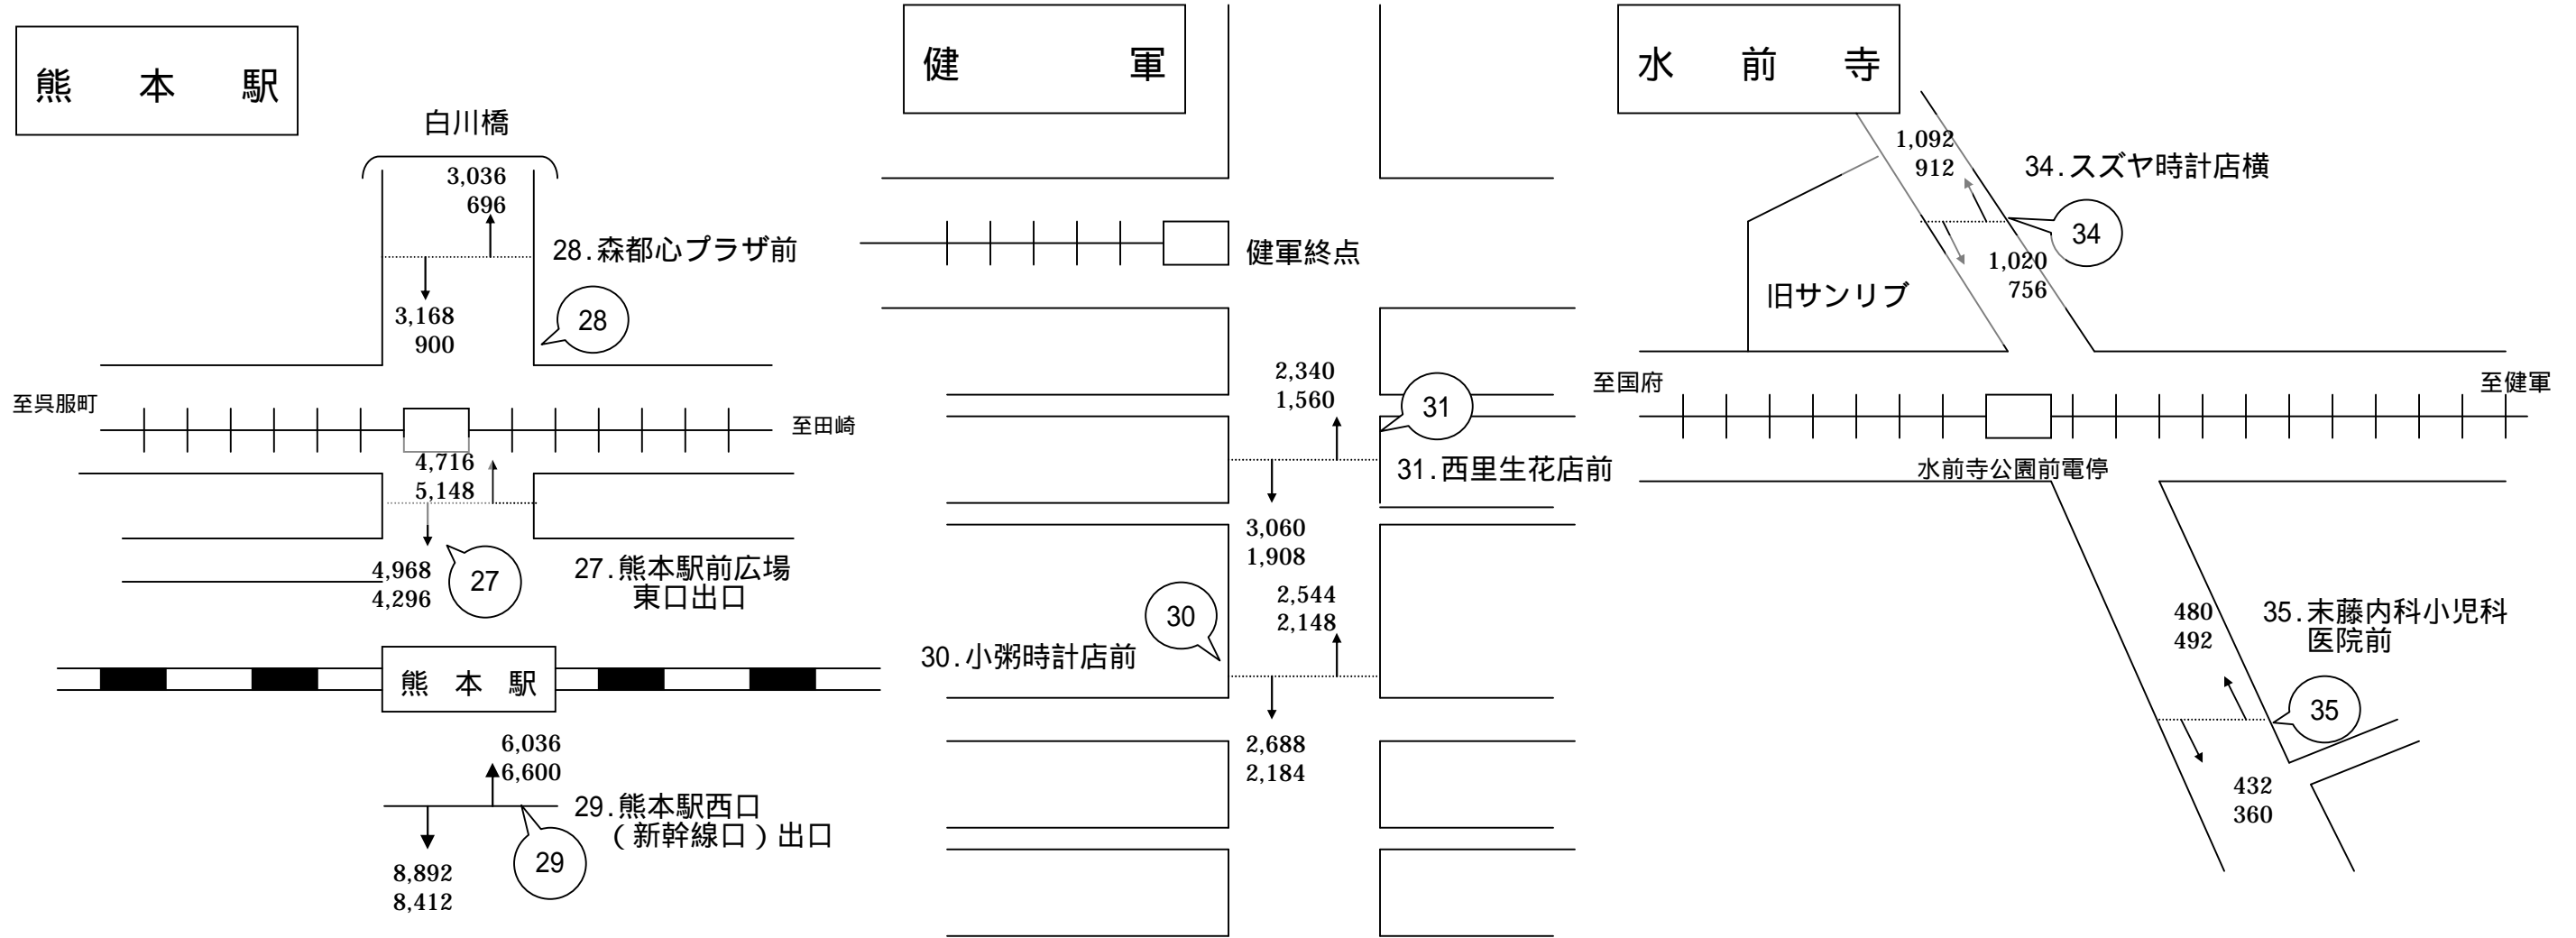 熊本駅
白川橋
3,036
696
28.森都心プラザ前
3,168
900
28
至呉服町
至田崎
4,716
5,148
4,968
4,296
27
27.熊本駅前広場
東口出口
熊本駅
6,036
6,600
29.熊本駅西口
(新幹線口)出口
29
8,892
8,412
健軍
健軍終点
2,340
1,560
31
31.西里生花店前
3,060
1,908
2,544
2,148
30
30.小粥時計店前
2,688
2,184
水前寺
1,092
912
34.スズヤ時計店横
34
1,020
756
旧サンリブ
至国府
至健軍
水前寺公園前電停
480
492
35.末藤内科小児科
医院前
35
432
360